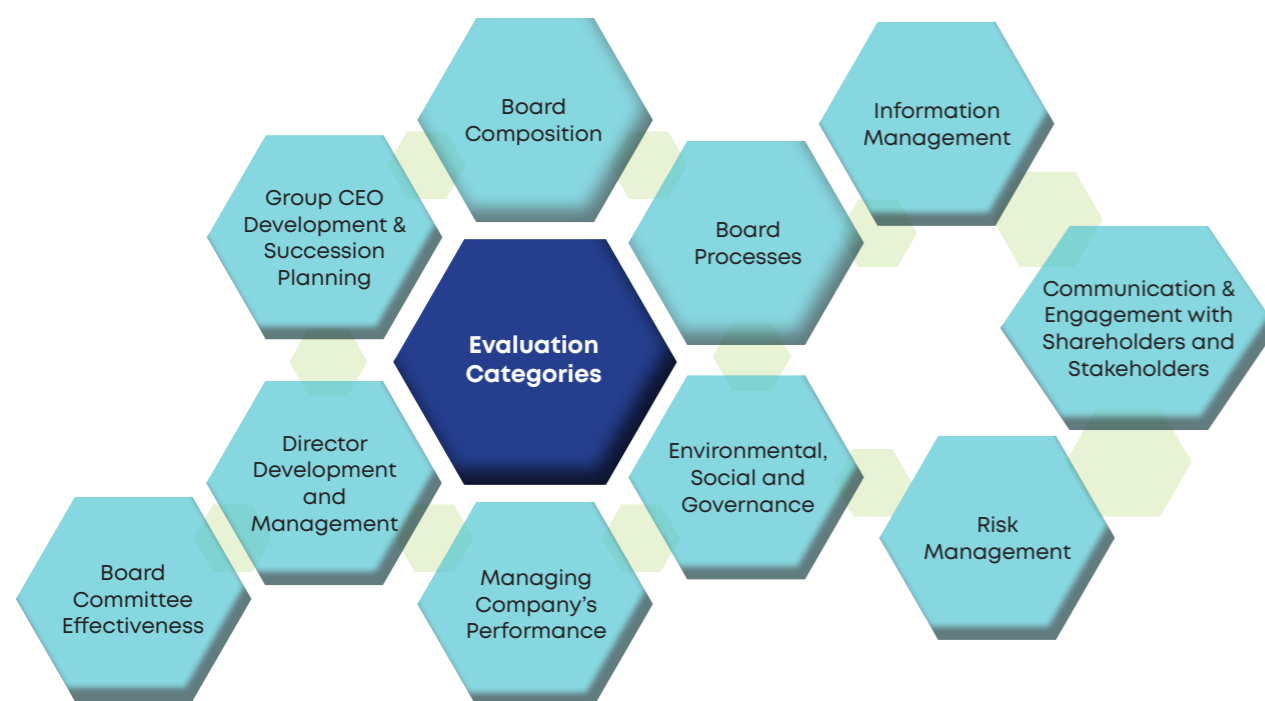 Board
Composition
Information
Management
Group CEO
Development &
Succession
Planning
Board
Processes
Communication &
Engagement with
Shareholders and
Stakeholders
Evaluation
Categories
Director
Development
and
Management
Environmental,
Social and
Governance
Risk
Management
Board
Committee
Effectiveness
Managing
Company’s
Performance